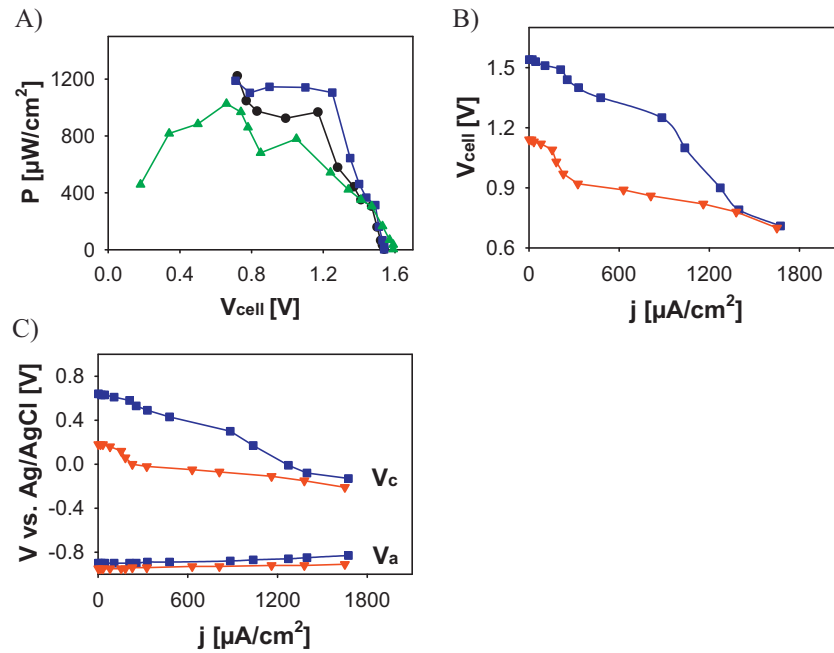 A)
P [µW/cm²]
1200
800
400
0
0.0 0.4 0.8 1.2 1.6
Vcell [V]
B)
Vcell [V]
1.5
1.2
0.9
0.6
0 600 1200 1800
j [µA/cm²]
C)
V vs. Ag/AgCl [V]
0.8
0.4
0.0
-0.4
-0.8
Vc
Va
0 600 1200 1800
j [µA/cm²]